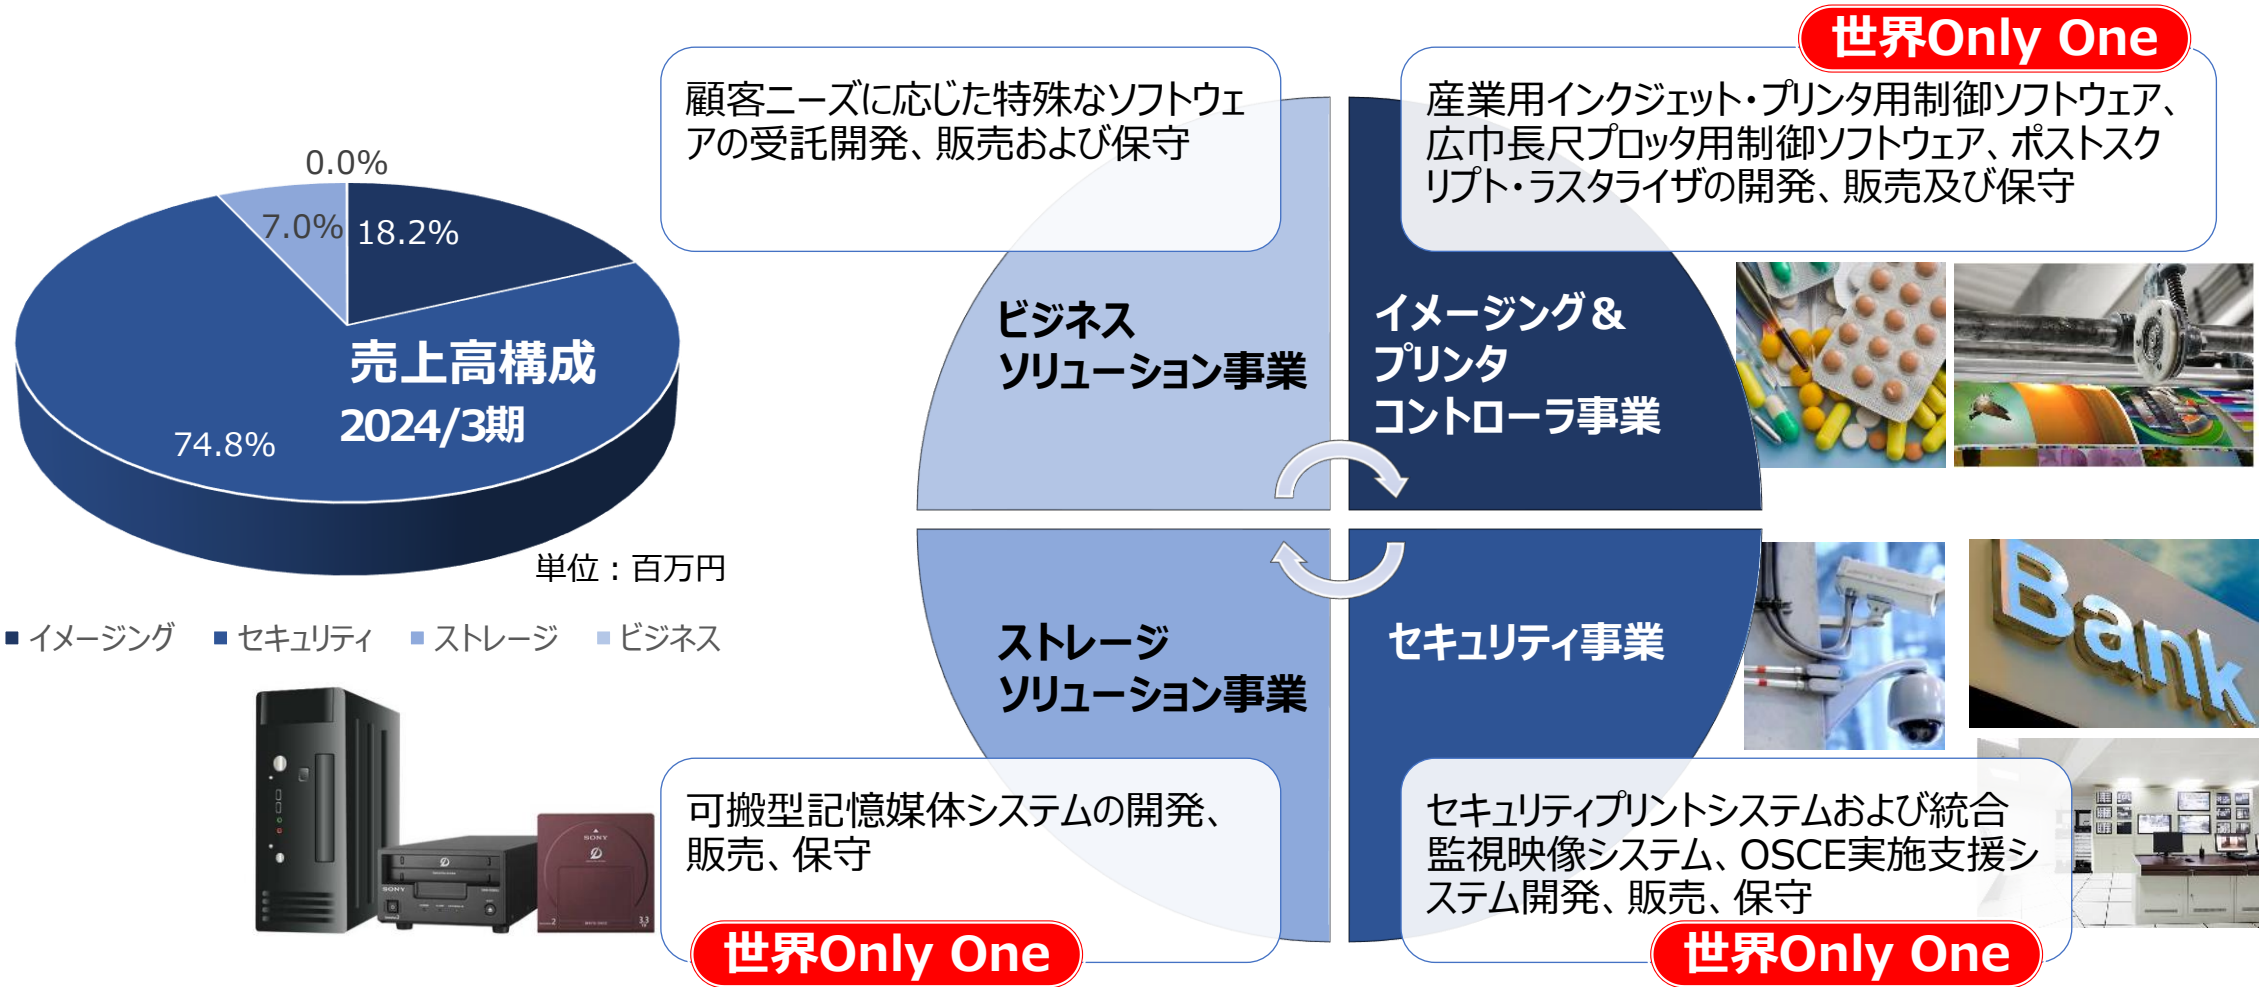 世界Only One
顧客ニーズに応じた特殊なソフトウェ
アの受託開発、販売および保守
産業用インクジェット・プリンタ用制御ソフトウェア、
広巾長尺プロッタ用制御ソフトウェア、ポストスク
リプト・ラスタライザの開発、販売及び保守
0.0%
7.0%
18.2%
74.8%
売上高構成
2024/3期
単位：百万円
イメージング セキュリティ ストレージ ビジネス
ビジネス
ソリューション事業
イメージング＆
プリンタ
コントローラ事業
ストレージ
ソリューション事業
セキュリティ事業
Bank
SONY
SONY
可搬型記憶媒体システムの開発、
販売、保守
世界Only One
セキュリティプリントシステムおよび統合
監視映像システム、OSCE実施支援シ
ステム開発、販売、保守
世界Only One